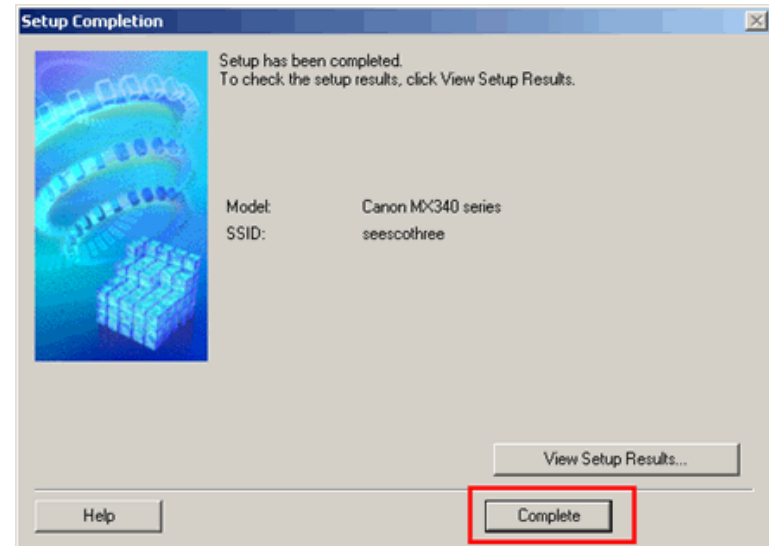 Setup Completion
Setup has been completed.
To check the setup results, click View Setup Results.
Model: Canon MX340 series
SSID: seescothree
View Setup Results...
Help Complete